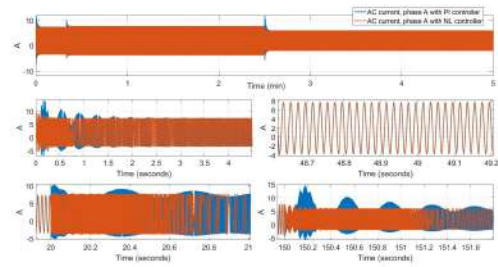 AC current, phase A with PI controller
AC current, phase A with NL controller
10
0
-10
A
0 1 2 3 4 5
Time (min)
10
5
0
-5
A
0 0.5 1 1.5 2 2.5 3 3.5 4
Time (seconds)
8
6
4
2
0
-2
-4
A
48.7 48.8 48.9 49 49.1 49.2
Time (seconds)
10
5
0
-5
A
20 20.2 20.4 20.6 20.8 21
Time (seconds)
15
10
5
0
-5
A
150 150.2 150.4 150.6 150.8 151 151.2 151.4 151.6 151.8
Time (seconds)